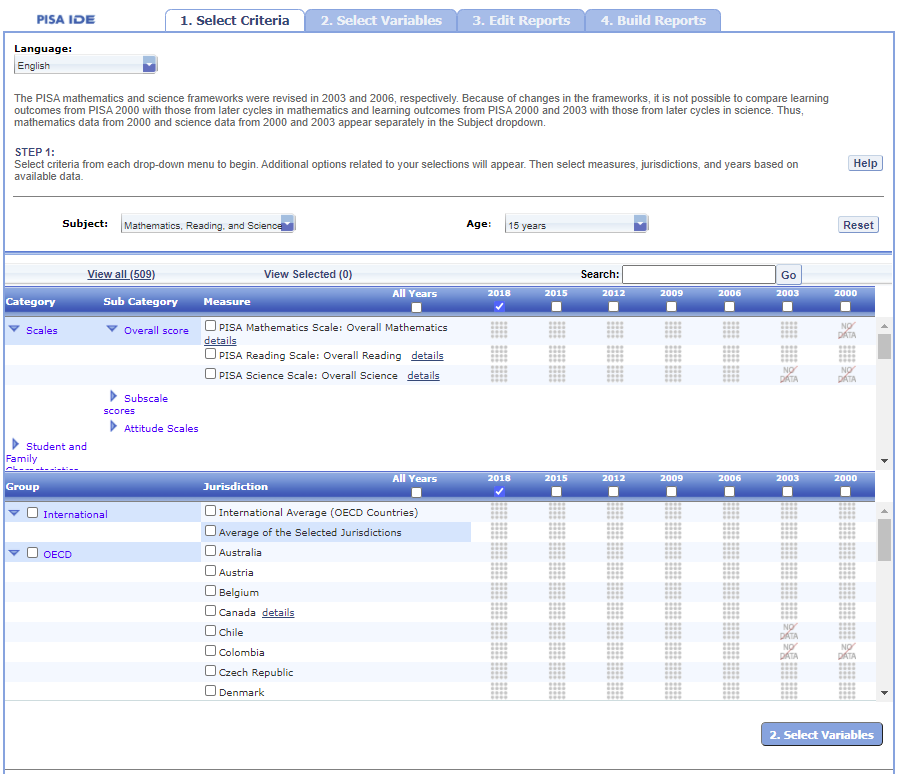 PISA IDE
1. Select Criteria
2. Select Variables
3. Edit Reports
4. Build Reports
Language:
English
The PISA mathematics and science frameworks were revised in 2003 and 2006, respectively. Because of changes in the frameworks, it is not possible to compare learning
outcomes from PISA 2000 with those from later cycles in mathematics and learning outcomes from PISA 2000 and 2003 with those from later cycles in science. Thus,
mathematics data from 2000 and science data from 2000 and 2003 appear separately in the Subject dropdown.
STEP 1:
Select criteria from each drop-down menu to begin. Additional options related to your selections will appear. Then select measures, jurisdictions, and years based on
available data.
Help
Subject: Mathematics, Reading, and Science
Age: 15 years
Reset
View all (509) View Selected (0) Search: Go
Category Sub Category Measure All Years 2018 2015 2012 2009 2006 2003 2000
Scales Overall score PISA Mathematics Scale: Overall Mathematics
details
NO DATA
PISA Reading Scale: Overall Reading details
PISA Science Scale: Overall Science details NO DATA NO DATA
Subscale
scores
Attitude Scales
Student and
Family
Characteristics
Group Jurisdiction All Years 2018 2015 2012 2009 2006 2003 2000
International International Average (OECD Countries)
Average of the Selected Jurisdictions
OECD Australia
Austria
Belgium
Canada details
Chile NO DATA
Colombia NO DATA NO DATA
Czech Republic
Denmark
2. Select Variables